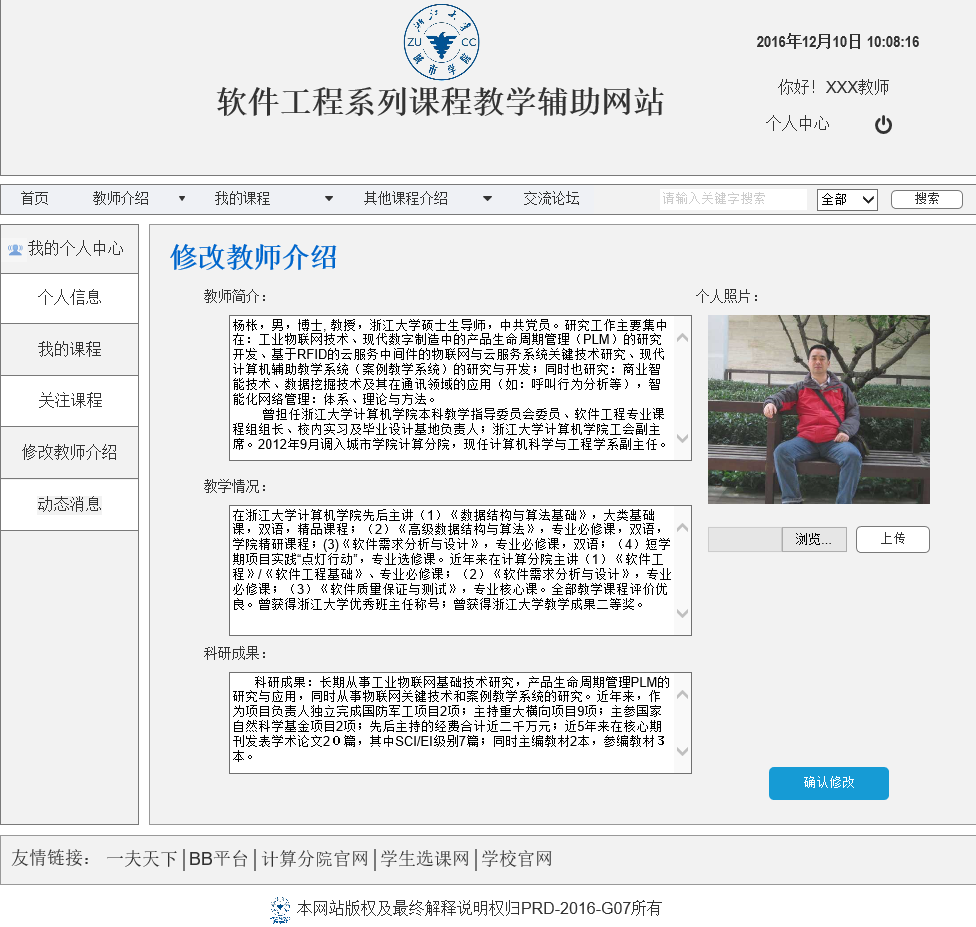 浙江大学
ZU CC
城市学院
软件工程系列课程教学辅助网站
2016年12月10日 10:08:16
你好！XXX教师
个人中心
首页 教师介绍 我的课程 其他课程介绍 交流论坛 请输入关键字搜索 全部 搜索
我的个人中心
个人信息
我的课程
关注课程
修改教师介绍
动态消息
修改教师介绍
教师简介：
杨枨，男，博士, 教授，浙江大学硕士生导师，中共党员。研究工作主要集中
在：工业物联网技术、现代数字制造中的产品生命周期管理（PLM）的研究
开发、基于RFID的云服务中间件的物联网与云服务系统关键技术研究、现代
计算机辅助教学系统（案例教学系统）的研究与开发；同时也研究：商业智
能技术、数据挖掘技术及其在通讯领域的应用（如：呼叫行为分析等），智
能化网络管理：体系、理论与方法。
曾担任浙江大学计算机学院本科教学指导委员会委员、软件工程专业课
程组组长、校内实习及毕业设计基地负责人；浙江大学计算机学院工会副主
席。2012年9月调入城市学院计算分院，现任计算机科学与工程学系副主任。
个人照片：
浏览... 上传
教学情况：
在浙江大学计算机学院先后主讲（1）《数据结构与算法基础》，大类基础
课，双语，精品课程；（2）《高级数据结构与算法》，专业必修课，双语，
学院精研课程；(3)《软件需求分析与设计》，专业必修课，双语；（4）短学
期项目实践“点灯行动”，专业选修课。近年来在计算分院主讲（1）《软件工
程》/《软件工程基础》、专业必修课；（2）《软件需求分析与设计》，专业
必修课；（3）《软件质量保证与测试》，专业核心课。全部教学课程评价优
良。曾获得浙江大学优秀班主任称号；曾获得浙江大学教学成果二等奖。
科研成果：
科研成果：长期从事工业物联网基础技术研究，产品生命周期管理PLM的
研究与应用，同时从事物联网关键技术和案例教学系统的研究。近年来，作
为项目负责人独立完成国防军工项目2项；主持重大横向项目9项；主参国家
自然科学基金项目2项；先后主持的经费合计近二千万元；近5年来在核心期
刊发表学术论文2０篇，其中SCI/EI级别7篇；同时主编教材2本，参编教材３
本。
确认修改
友情链接： 一夫天下│BB平台│计算分院官网│学生选课网│学校官网
本网站版权及最终解释说明权归PRD-2016-G07所有